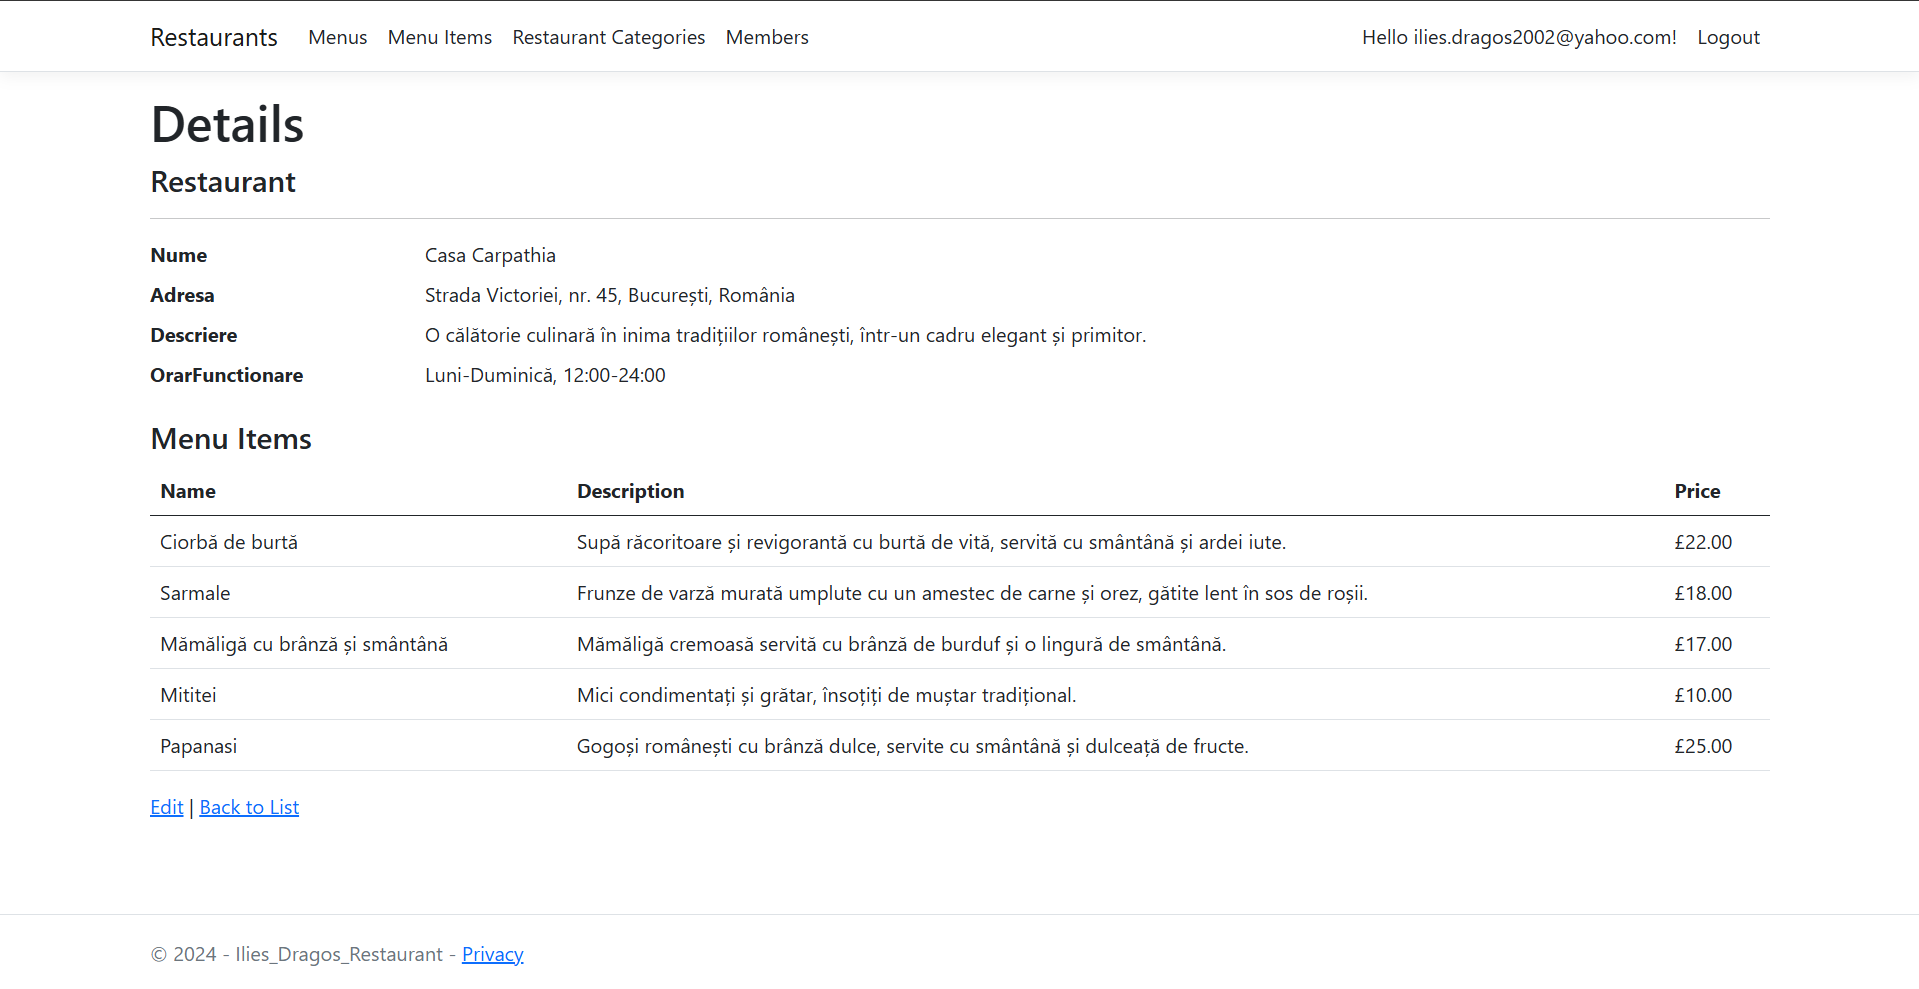 Restaurants Menus Menu Items Restaurant Categories Members Hello ilies.dragos2002@yahoo.com! Logout
Details
Restaurant
Nume Casa Carpathia
Adresa Strada Victoriei, nr. 45, București, România
Descriere O călătorie culinară în inima tradițiilor românești, într-un cadru elegant și primitor.
OrarFunctionare Luni-Duminică, 12:00-24:00
Menu Items
Name Description Price
Ciorbă de burtă Supă răcoritoare și revigorantă cu burtă de vită, servită cu smântână și ardei iute. £22.00
Sarmale Frunze de varză murată umplute cu un amestec de carne și orez, gătite lent în sos de roșii. £18.00
Mămăligă cu brânză și smântână Mămăligă cremoasă servită cu brânză de burduf și o lingură de smântână. £17.00
Mititei Mici condimentați și grătar, însoțiți de muștar tradițional. £10.00
Papanasi Gogoși românești cu brânză dulce, servite cu smântână și dulceață de fructe. £25.00
Edit | Back to List
© 2024 - Ilies_Dragos_Restaurant - Privacy